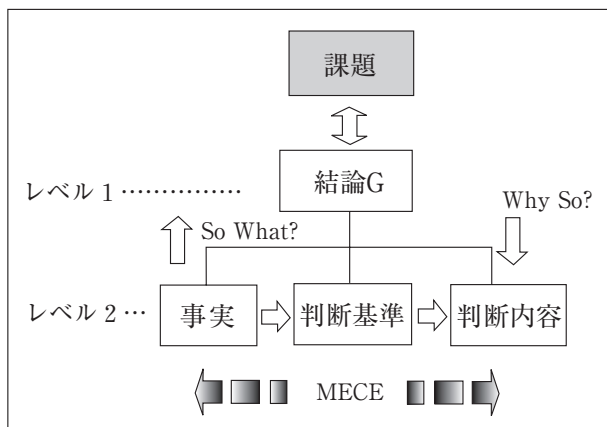 課題
レベル 1 …………… 結論G
So What?
Why So?
レベル 2 … 事実 判断基準 判断内容
MECE